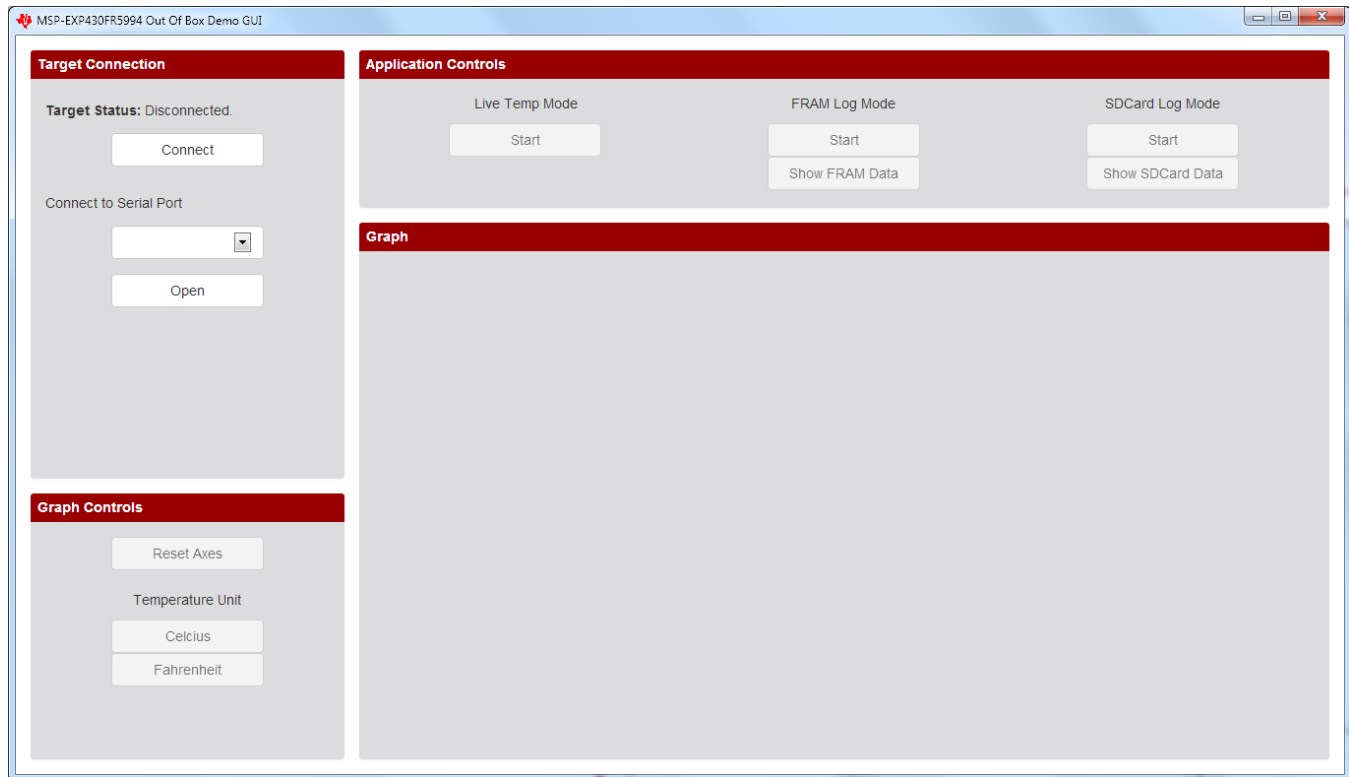 MSP-EXP430FR5994 Out Of Box Demo GUI
Target Connection
Target Status: Disconnected.
Connect
Connect to Serial Port
Open
Graph Controls
Reset Axes
Temperature Unit
Celcius
Fahrenheit
Application Controls
Live Temp Mode
Start
FRAM Log Mode
Start
Show FRAM Data
SDCard Log Mode
Start
Show SDCard Data
Graph